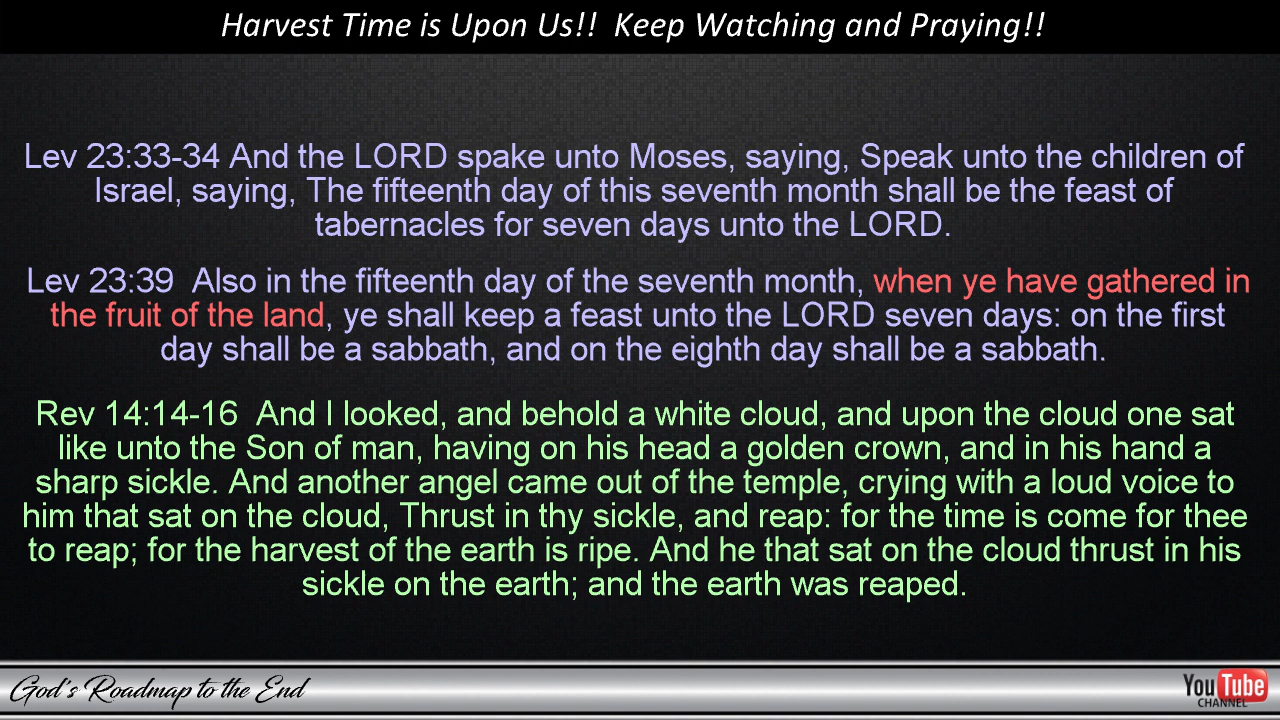 Harvest Time is Upon Us!!  Keep Watching and Praying!!
Lev 23:33-34 And the LORD spake unto Moses, saying, Speak unto the children of
Israel, saying, The fifteenth day of this seventh month shall be the feast of
tabernacles for seven days unto the LORD.
Lev 23:39  Also in the fifteenth day of the seventh month, when ye have gathered in
the fruit of the land, ye shall keep a feast unto the LORD seven days: on the first
day shall be a sabbath, and on the eighth day shall be a sabbath.
Rev 14:14-16  And I looked, and behold a white cloud, and upon the cloud one sat
like unto the Son of man, having on his head a golden crown, and in his hand a
sharp sickle. And another angel came out of the temple, crying with a loud voice to
him that sat on the cloud, Thrust in thy sickle, and reap: for the time is come for thee
to reap; for the harvest of the earth is ripe. And he that sat on the cloud thrust in his
sickle on the earth; and the earth was reaped.
God's Roadmap to the End
YouTube
CHANNEL